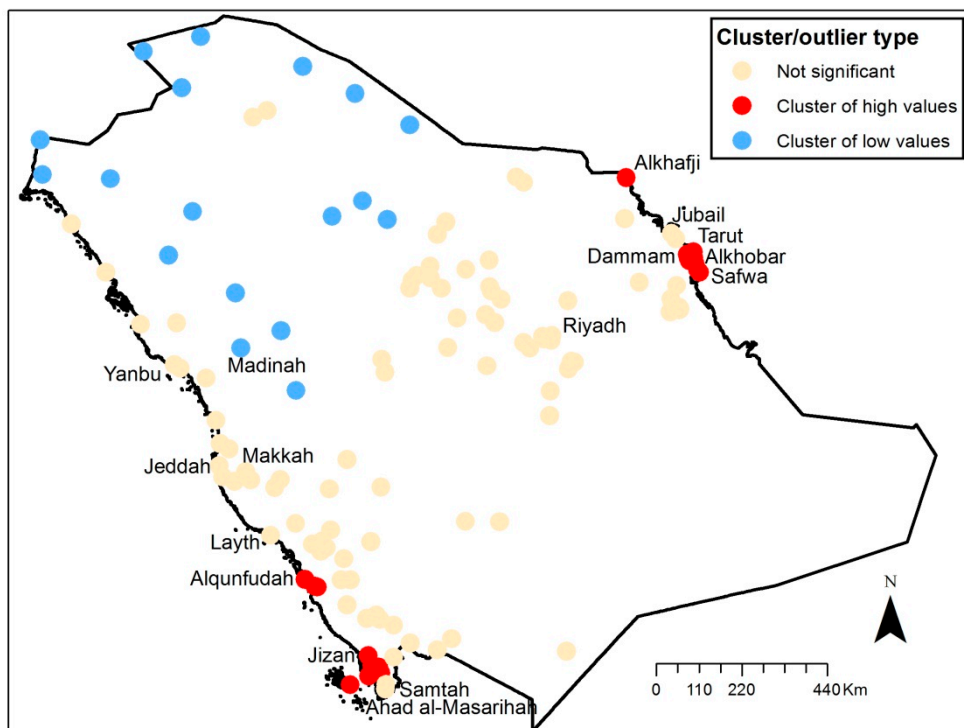 Cluster/outlier type
Not significant
Cluster of high values
Cluster of low values
Alkhafji
Jubail
Tarut
Dammam
Alkhobar
Safwa
Riyadh
Madinah
Yanbu
Makkah
Jeddah
Layth
Alqunfudah
N
Jizan
Samtah
Ahad al-Masarihah
0 110 220 440 Km